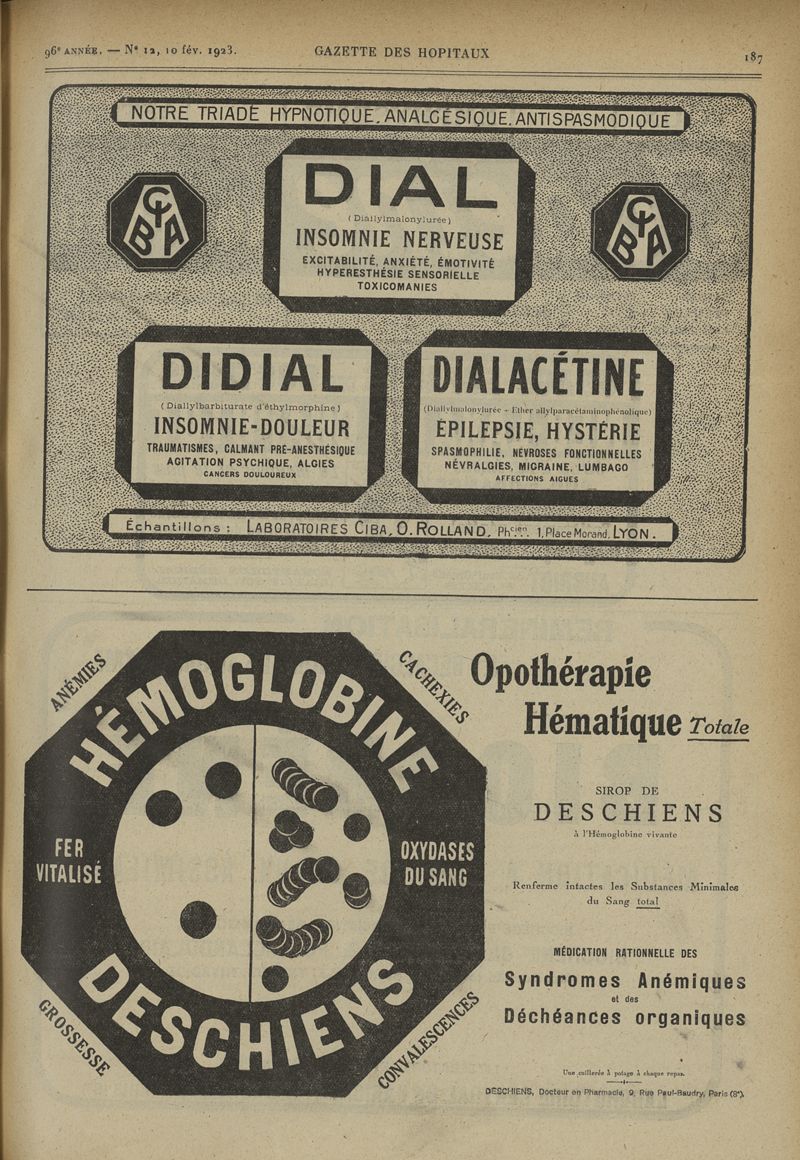 96ᵉ ANNÉE. — Nº 12, 10 fév. 1923.
GAZETTE DES HOPITAUX
187
NOTRE TRIADE HYPNOTIQUE. ANALGÉSIQUE. ANTISPASMODIQUE
CIBA
CIBA
DIAL
(Diallylmalonylurée)
INSOMNIE NERVEUSE
EXCITABILITÉ, ANXIÉTÉ, ÉMOTIVITÉ
HYPERESTHÉSIE SENSORIELLE
TOXICOMANIES
DIDIAL
(Diallylbarbiturate d'éthylmorphine)
INSOMNIE-DOULEUR
TRAUMATISMES, CALMANT PRÉ-ANESTHÉSIQUE
AGITATION PSYCHIQUE, ALGIES
CANCERS DOULOUREUX
DIALACÉTINE
(Diallylmalonylurée + Ether allylparacétaminophénolique)
ÉPILEPSIE, HYSTÉRIE
SPASMOPHILIE, NÉVROSES FONCTIONNELLES
NÉVRALGIES, MIGRAINE, LUMBAGO
AFFECTIONS AIGUES
Échantillons : LABORATOIRES CIBA, O. ROLLAND, Phᶜⁱᵉⁿ. 1, Place Morand, LYON.
ANÉMIES
CACHEXIES
HÉMOGLOBINE
FER
VITALISÉ
OXYDASES
DU SANG
DESCHIENS
GROSSESSE
CONVALESCENCES
Opothérapie
Hématique Totale
SIROP DE
DESCHIENS
à l'Hémoglobine vivante
Renferme intactes les Substances Minimales
du Sang total
MÉDICATION RATIONNELLE DES
Syndromes Anémiques
et des
Déchéances organiques
Une cuillerée à potage à chaque repas.
DESCHIENS, Docteur en Pharmacie, 9, Rue Paul-Baudry, Paris (8ᵉ).